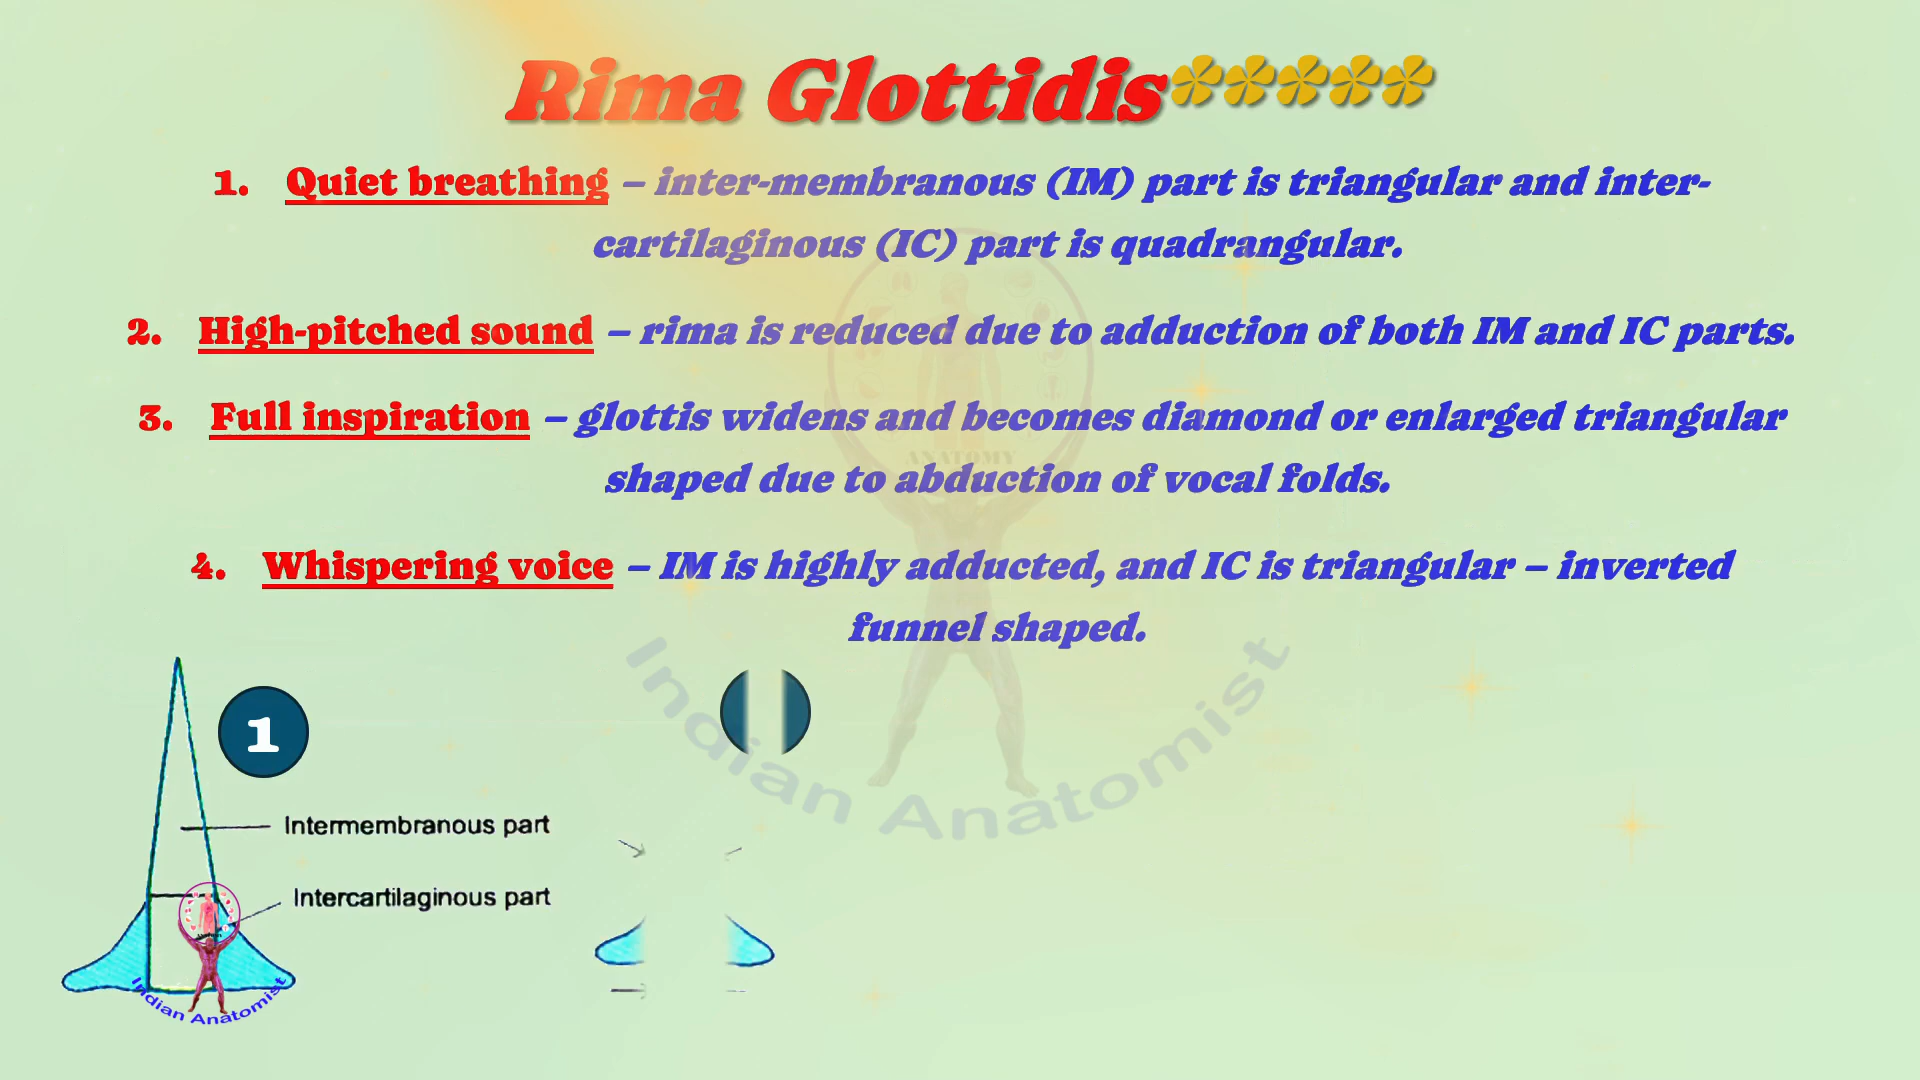 Rima Glottidis
1. Quiet breathing – inter-membranous (IM) part is triangular and inter-
cartilaginous (IC) part is quadrangular.
2. High-pitched sound – rima is reduced due to adduction of both IM and IC parts.
3. Full inspiration – glottis widens and becomes diamond or enlarged triangular
shaped due to abduction of vocal folds.
4. Whispering voice – IM is highly adducted, and IC is triangular – inverted
funnel shaped.
1
Intermembranous part
Intercartilaginous part
ANATOMY
Indian Anatomist
Indian Anatomist